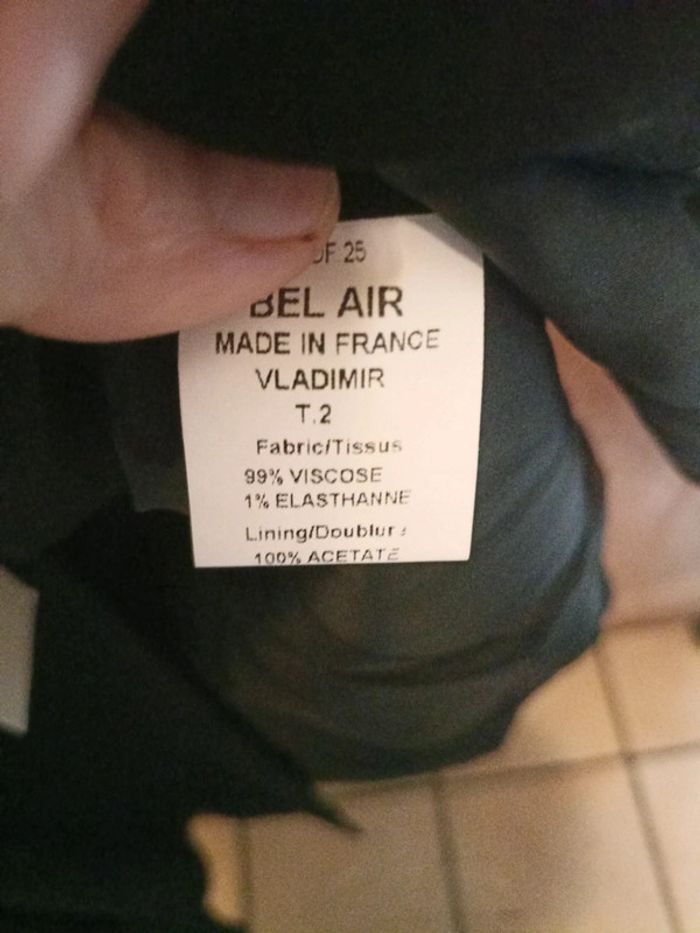 25
BEL AIR
MADE IN FRANCE
VLADIMIR
T.2
Fabric/Tissus
99% VISCOSE
1% ELASTHANNE
Lining/Doublure
100% ACETATE